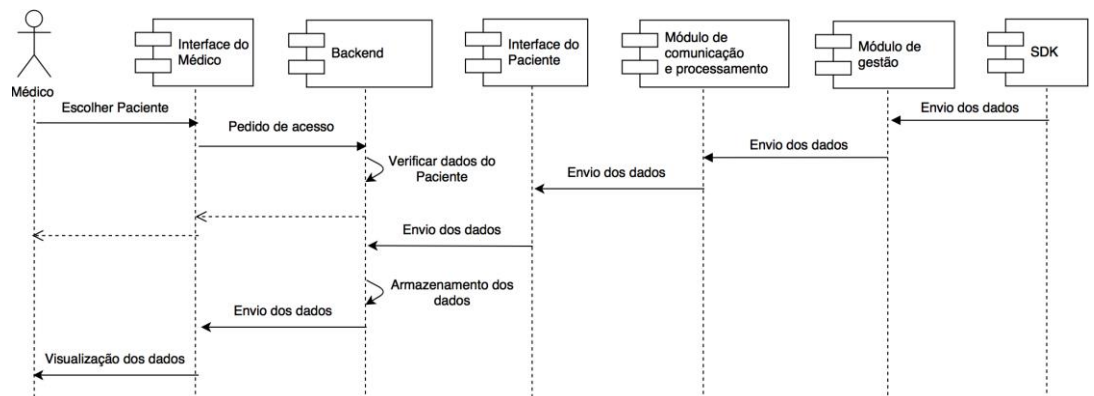 Médico
Interface do
Médico
Backend
Interface do
Paciente
Módulo de
comunicação
e processamento
Módulo de
gestão
SDK
Escolher Paciente
Envio dos dados
Pedido de acesso
Envio dos dados
Verificar dados do
Paciente
Envio dos dados
Envio dos dados
Armazenamento dos
dados
Envio dos dados
Visualização dos dados